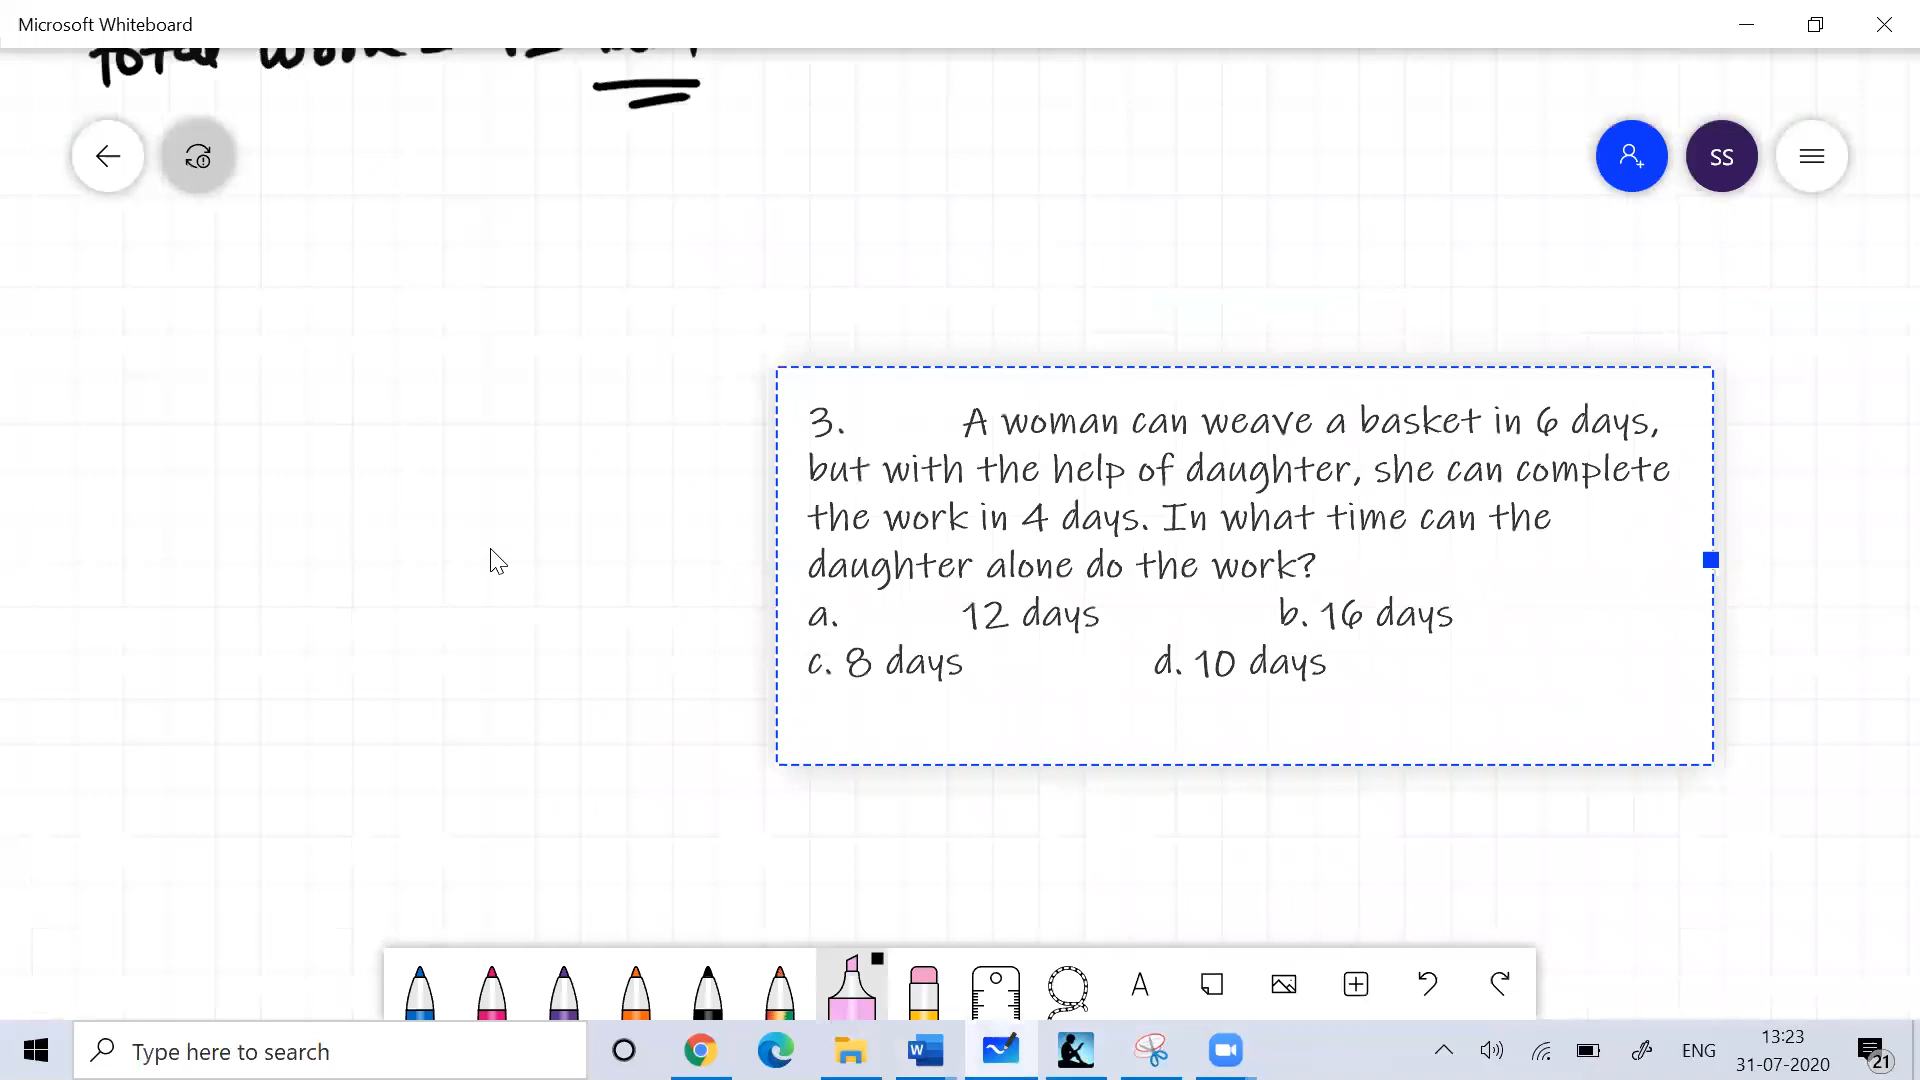 Microsoft Whiteboard
total work =
SS
3. A woman can weave a basket in 6 days,
but with the help of daughter, she can complete
the work in 4 days. In what time can the
daughter alone do the work?
a. 12 days b. 16 days
c. 8 days d. 10 days
A
Type here to search
W
ENG
13:23
31-07-2020
21